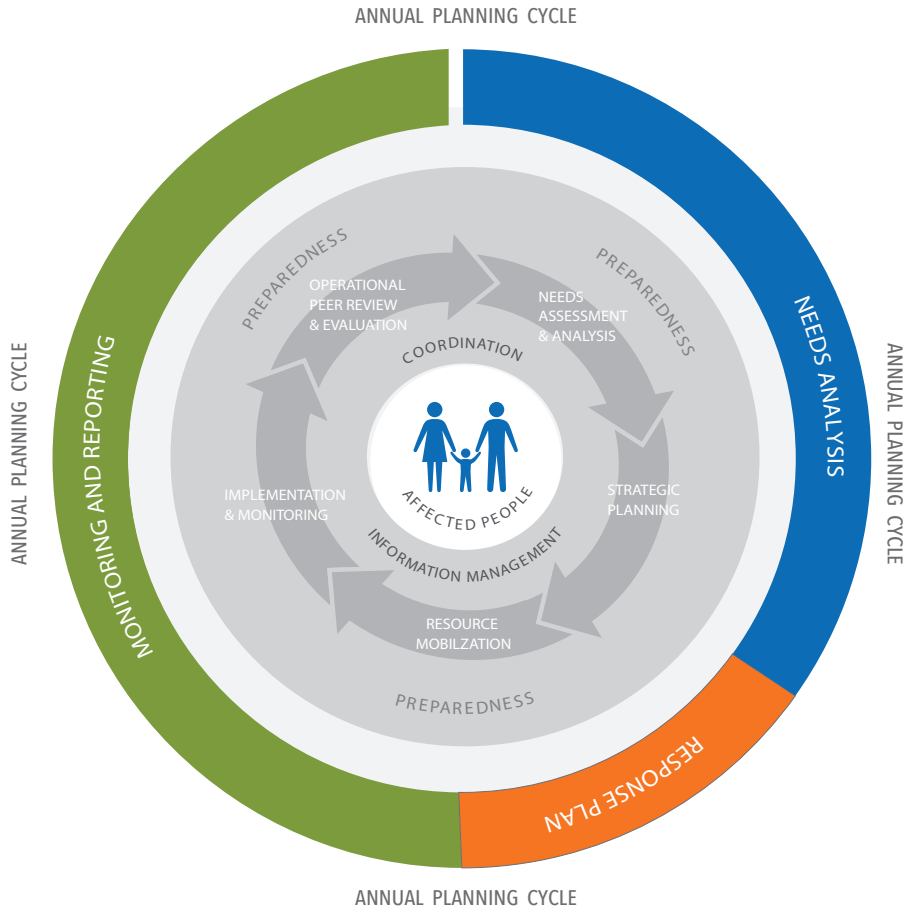 ANNUAL PLANNING CYCLE
PREPAREDNESS
PREPAREDNESS
OPERATIONAL
PEER REVIEW
& EVALUATION
NEEDS
ASSESSMENT
& ANALYSIS
COORDINATION
NEEDS ANALYSIS
ANNUAL PLANNING CYCLE
MONITORING AND REPORTING
ANNUAL PLANNING CYCLE
IMPLEMENTATION
& MONITORING
AFFECTED PEOPLE
STRATEGIC
PLANNING
INFORMATION MANAGEMENT
RESOURCE
MOBILZATION
PREPAREDNESS
RESPONSE PLAN
ANNUAL PLANNING CYCLE